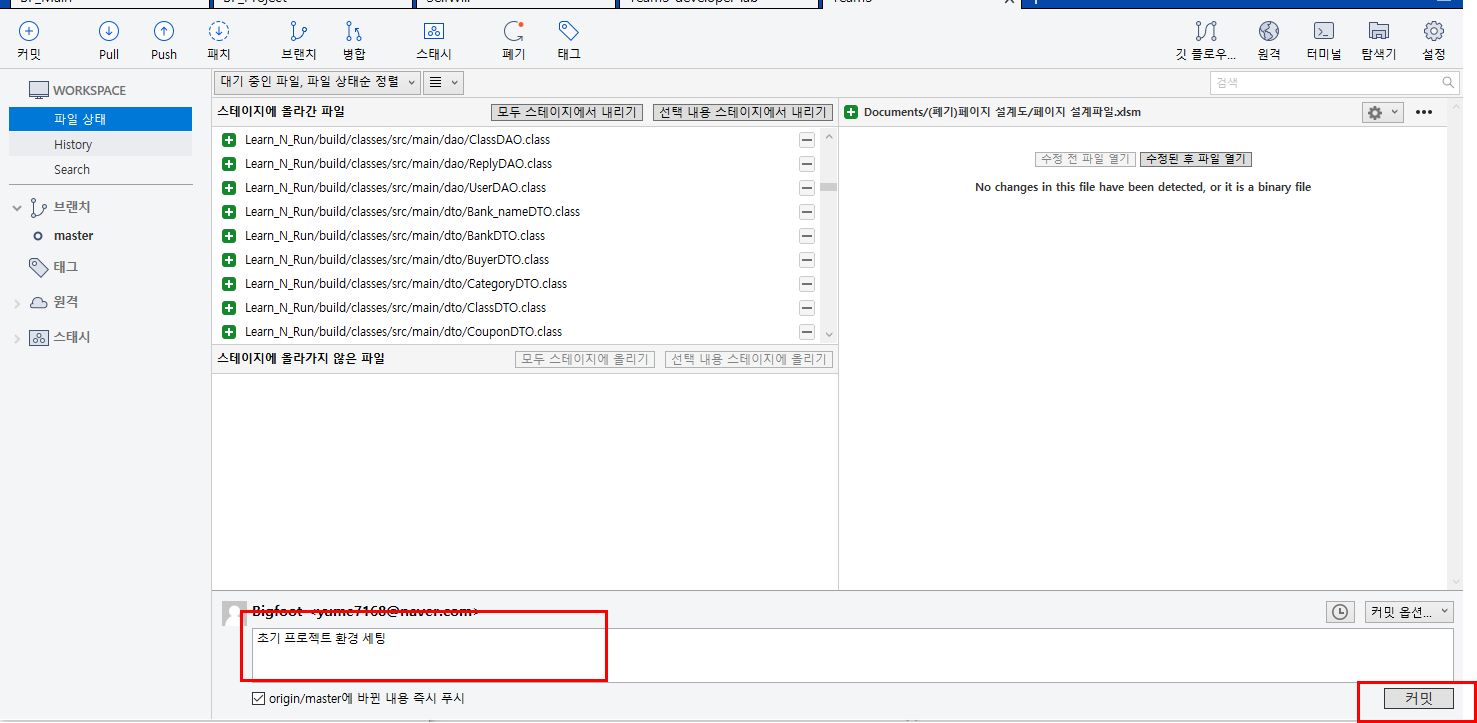 BF_Main
BF_Project
SelfWill
Teams-developer-lab
Teams
커밋
Pull
Push
패치
브랜치
병합
스태시
폐기
태그
깃 플로우...
원격
터미널
탐색기
설정
WORKSPACE
파일 상태
History
Search
브랜치
master
태그
원격
스태시
대기 중인 파일, 파일 상태순 정렬
검색
스테이지에 올라간 파일
모두 스테이지에서 내리기
선택 내용 스테이지에서 내리기
Learn_N_Run/build/classes/src/main/dao/ClassDAO.class
Learn_N_Run/build/classes/src/main/dao/ReplyDAO.class
Learn_N_Run/build/classes/src/main/dao/UserDAO.class
Learn_N_Run/build/classes/src/main/dto/Bank_nameDTO.class
Learn_N_Run/build/classes/src/main/dto/BankDTO.class
Learn_N_Run/build/classes/src/main/dto/BuyerDTO.class
Learn_N_Run/build/classes/src/main/dto/CategoryDTO.class
Learn_N_Run/build/classes/src/main/dto/ClassDTO.class
Learn_N_Run/build/classes/src/main/dto/CouponDTO.class
스테이지에 올라가지 않은 파일
모두 스테이지에 올리기
선택 내용 스테이지에 올리기
Documents/(폐기)페이지 설계도/페이지 설계파일.xlsm
수정 전 파일 열기
수정된 후 파일 열기
No changes in this file have been detected, or it is a binary file
Bigfoot <yume7168@naver.com>
커밋 옵션...
초기 프로젝트 환경 세팅
origin/master에 바뀐 내용 즉시 푸시
커밋